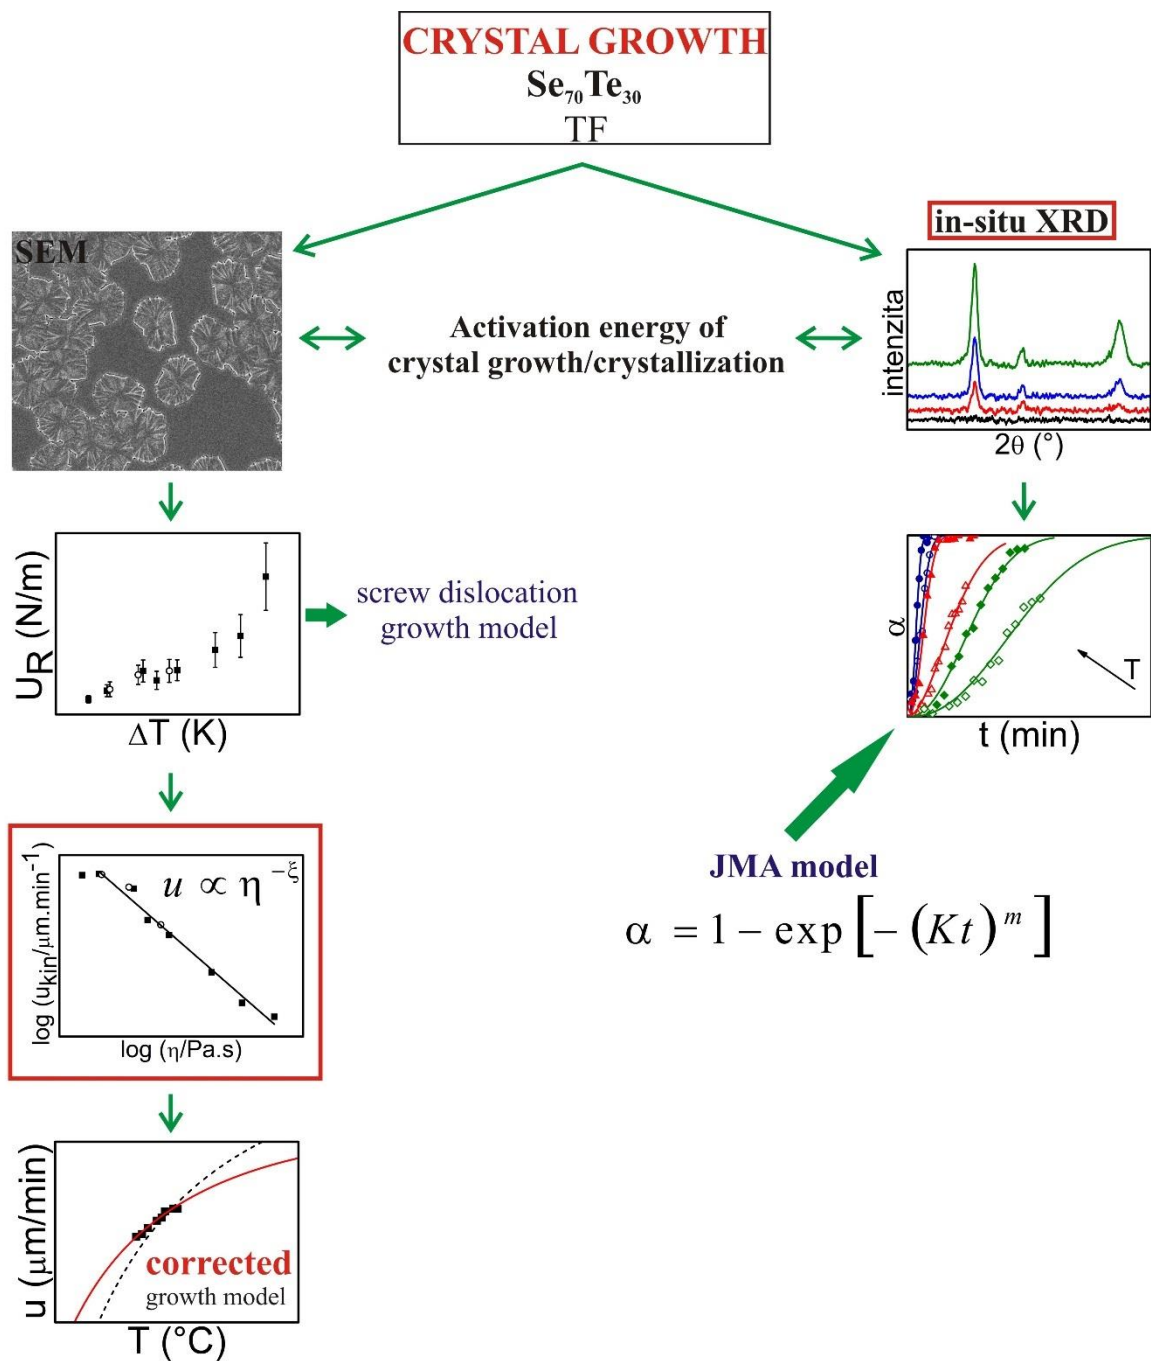 CRYSTAL GROWTH
Se₇₀Te₃₀
TF
SEM
in-situ XRD
Activation energy of
crystal growth/crystallization
intenzita
2θ (°)
U_R (N/m)
ΔT (K)
screw dislocation
growth model
α
T
t (min)
JMA model
α = 1 − exp [− (Kt)ᵐ]
log (u_kin/μm.min⁻¹)
u ∝ η^−ξ
log (η/Pa.s)
u (μm/min)
corrected
growth model
T (°C)